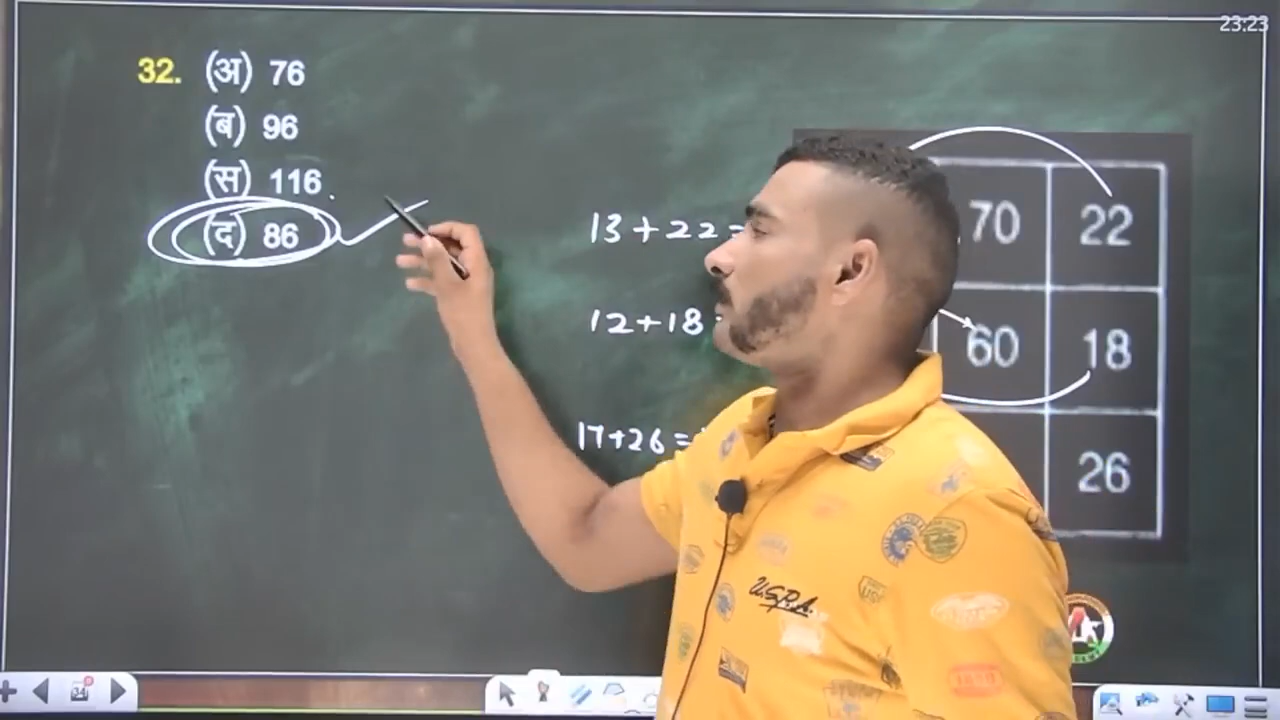 23:23
32. (अ) 76
(ब) 96
(स) 116
(द) 86
13+22=
12+18
17+26=
70 22
60 18
26
U.S.P.A.